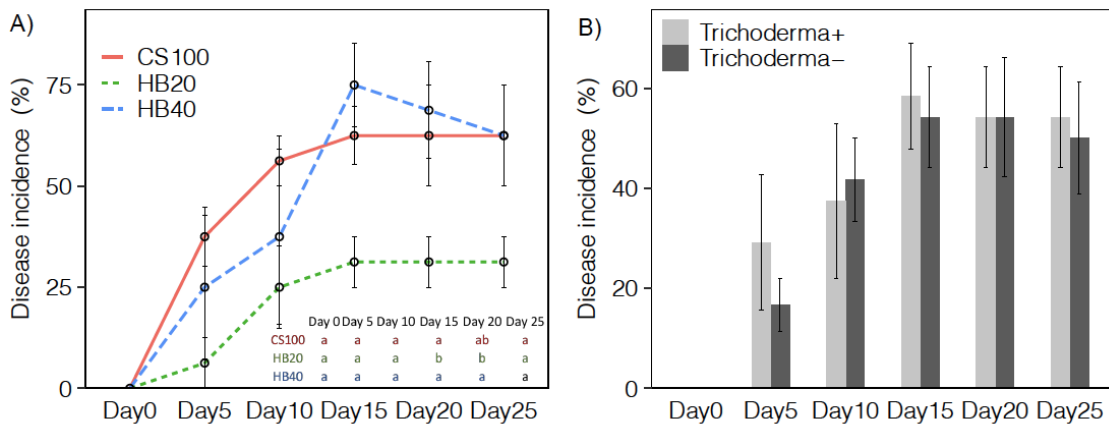 A)
CS100
HB20
HB40
Disease incidence (%)
75
50
25
0
Day 0 Day 5 Day 10 Day 15 Day 20 Day 25
CS100 a a a a ab a
HB20 a a a b b a
HB40 a a a a a a
Day0 Day5 Day10 Day15 Day20 Day25
B)
Trichoderma+
Trichoderma−
Disease incidence (%)
60
40
20
0
Day0 Day5 Day10 Day15 Day20 Day25